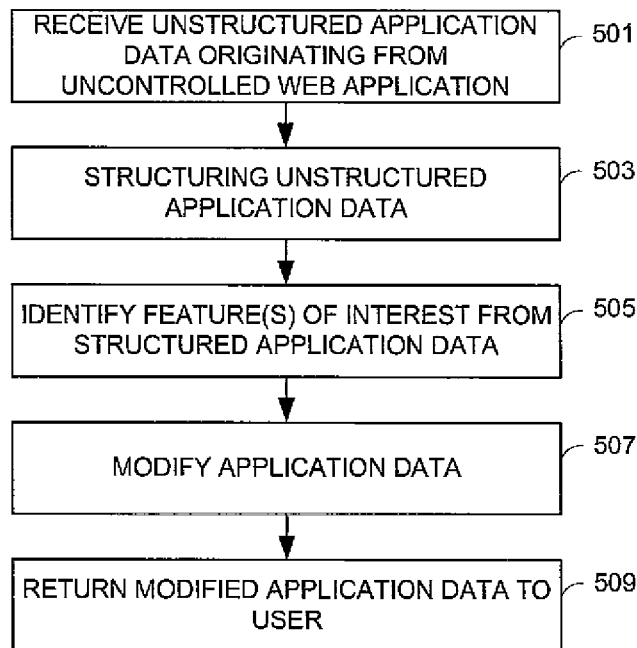 RECEIVE UNSTRUCTURED APPLICATION
DATA ORIGINATING FROM
UNCONTROLLED WEB APPLICATION
501
STRUCTURING UNSTRUCTURED
APPLICATION DATA
503
IDENTIFY FEATURE(S) OF INTEREST FROM
STRUCTURED APPLICATION DATA
505
MODIFY APPLICATION DATA
507
RETURN MODIFIED APPLICATION DATA TO
USER
509